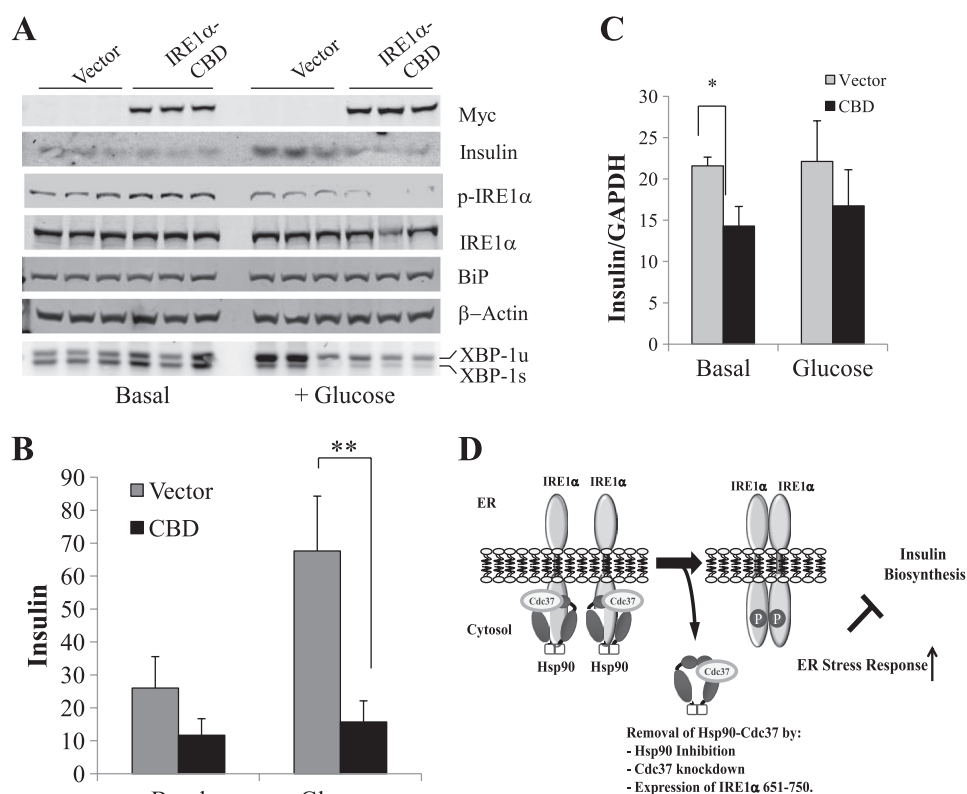 A
Vector
IRE1α-
CBD
Vector
IRE1α-
CBD
Myc
Insulin
p-IRE1α
IRE1α
BiP
β-Actin
XBP-1u
XBP-1s
Basal
+ Glucose
C
Vector
CBD
*
30
25
20
15
10
5
0
Insulin/GAPDH
Basal
Glucose
B
**
Vector
CBD
90
80
70
60
50
40
30
20
10
0
Insulin
D
IRE1α
IRE1α
IRE1α
IRE1α
ER
Cdc37
Cdc37
Cytosol
Hsp90
Hsp90
P
P
Cdc37
Insulin
Biosynthesis
ER Stress Response
Removal of Hsp90-Cdc37 by:
- Hsp90 Inhibition
- Cdc37 knockdown
- Expression of IRE1α 651-750.